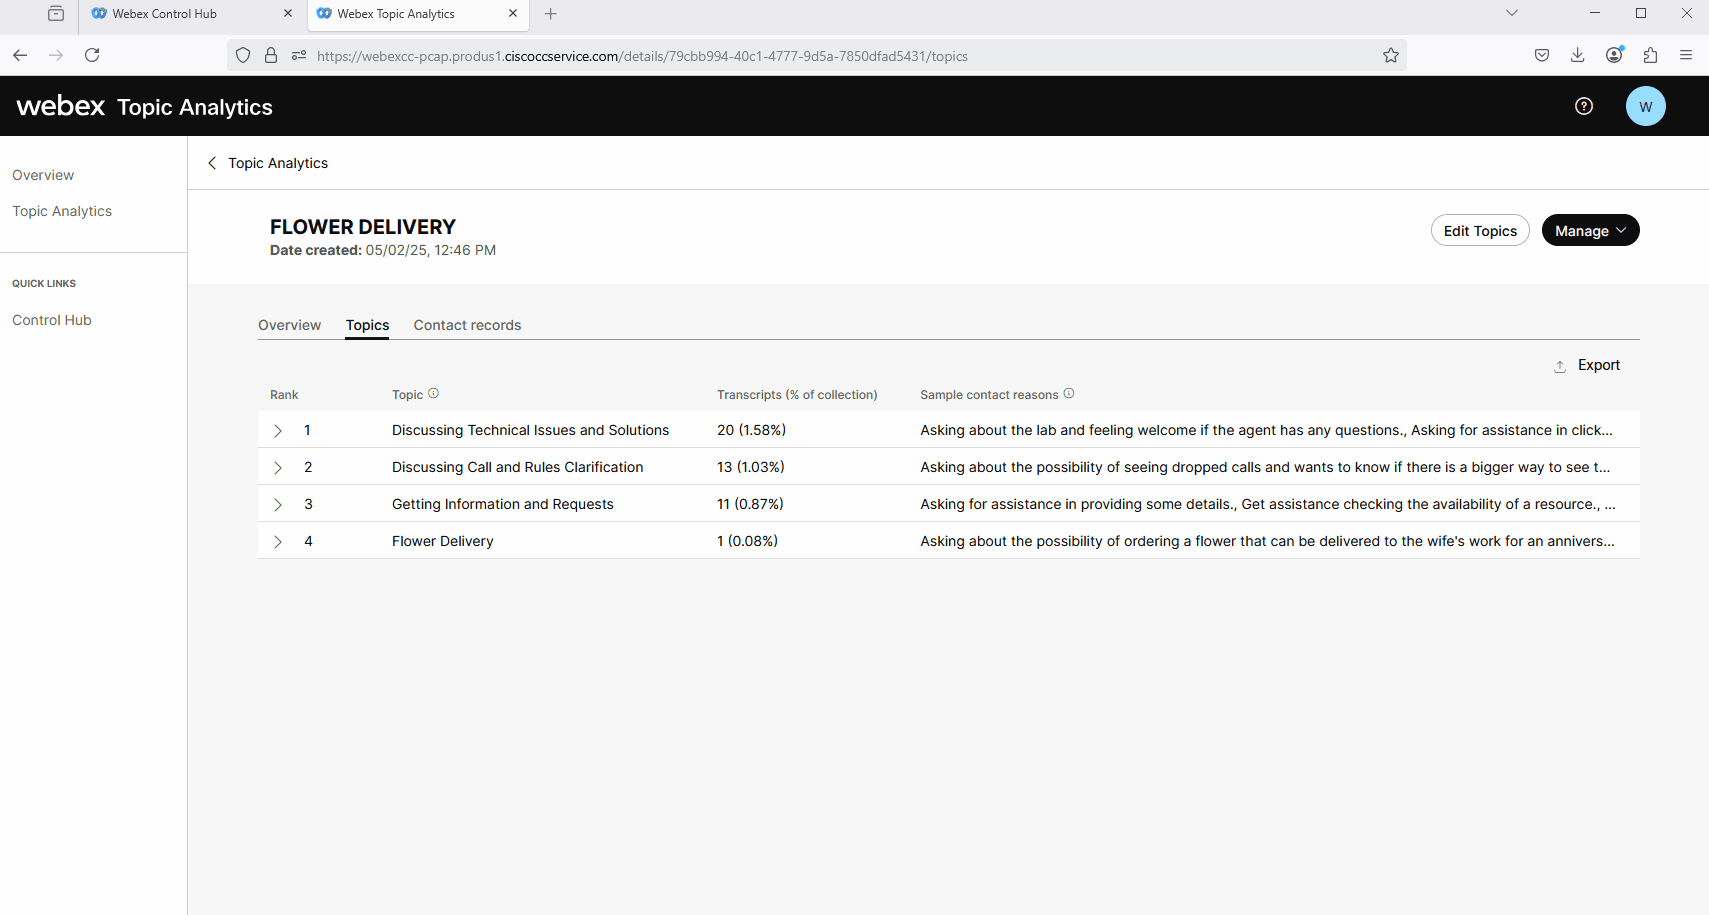 Webex Control Hub
Webex Topic Analytics
https://webexcc-pcap.produs1.ciscoccservice.com/details/79cbb994-40c1-4777-9d5a-7850dfad5431/topics
webex Topic Analytics
W
Overview
Topic Analytics
QUICK LINKS
Control Hub
Topic Analytics
FLOWER DELIVERY
Date created: 05/02/25, 12:46 PM
Edit Topics
Manage
Overview Topics Contact records
Export
Rank Topic Transcripts (% of collection) Sample contact reasons
1 Discussing Technical Issues and Solutions 20 (1.58%) Asking about the lab and feeling welcome if the agent has any questions., Asking for assistance in click...
2 Discussing Call and Rules Clarification 13 (1.03%) Asking about the possibility of seeing dropped calls and wants to know if there is a bigger way to see t...
3 Getting Information and Requests 11 (0.87%) Asking for assistance in providing some details., Get assistance checking the availability of a resource., ...
4 Flower Delivery 1 (0.08%) Asking about the possibility of ordering a flower that can be delivered to the wife's work for an annivers...